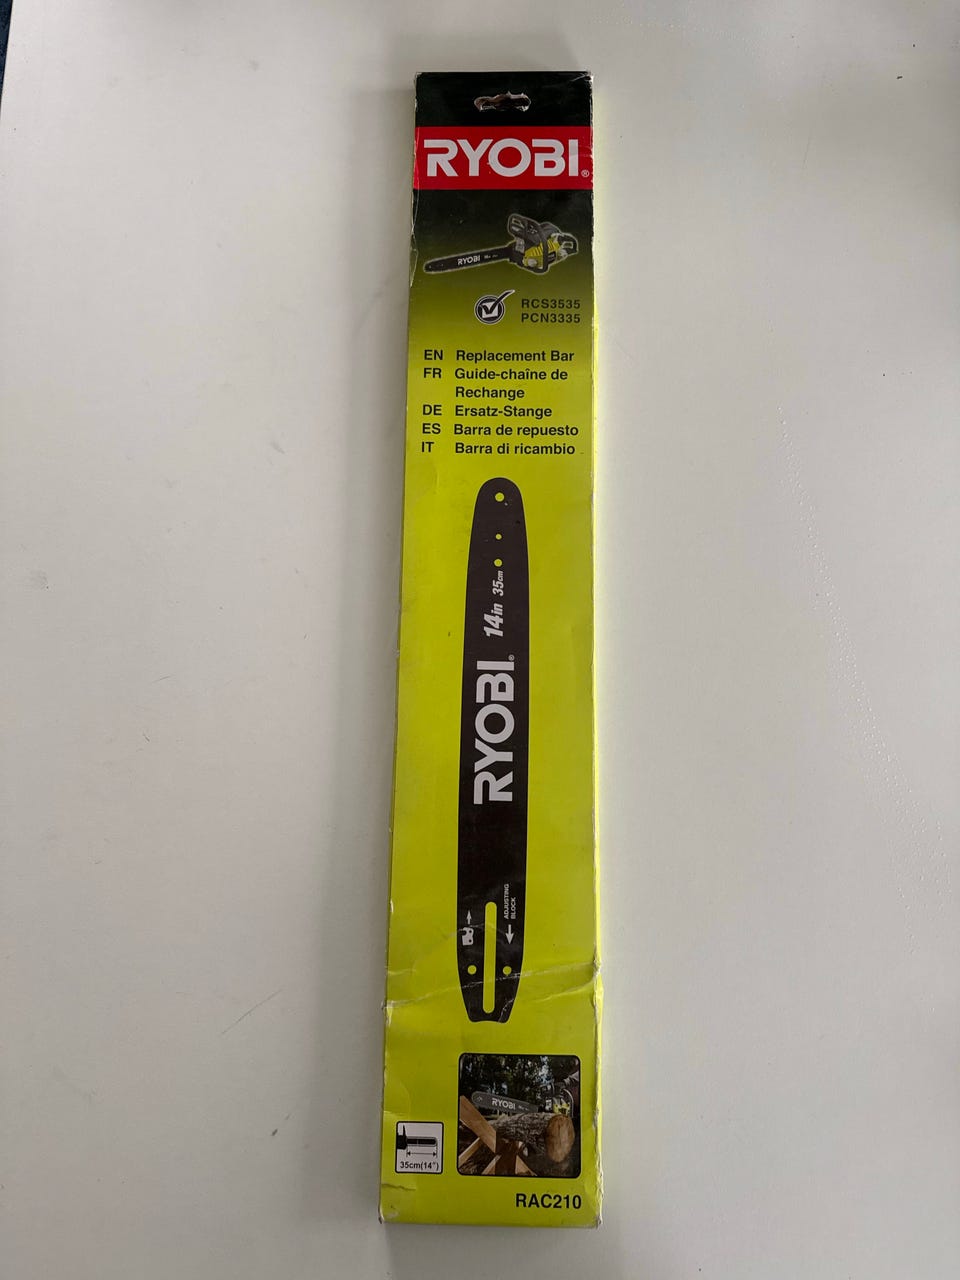 RYOBI®
RYOBI
RCS3535
PCN3335
EN Replacement Bar
FR Guide-chaîne de
Rechange
DE Ersatz-Stange
ES Barra de repuesto
IT Barra di ricambio
RYOBI® 14in 35cm
ADJUSTING
BLOCK
RYOBI
35cm(14")
RAC210